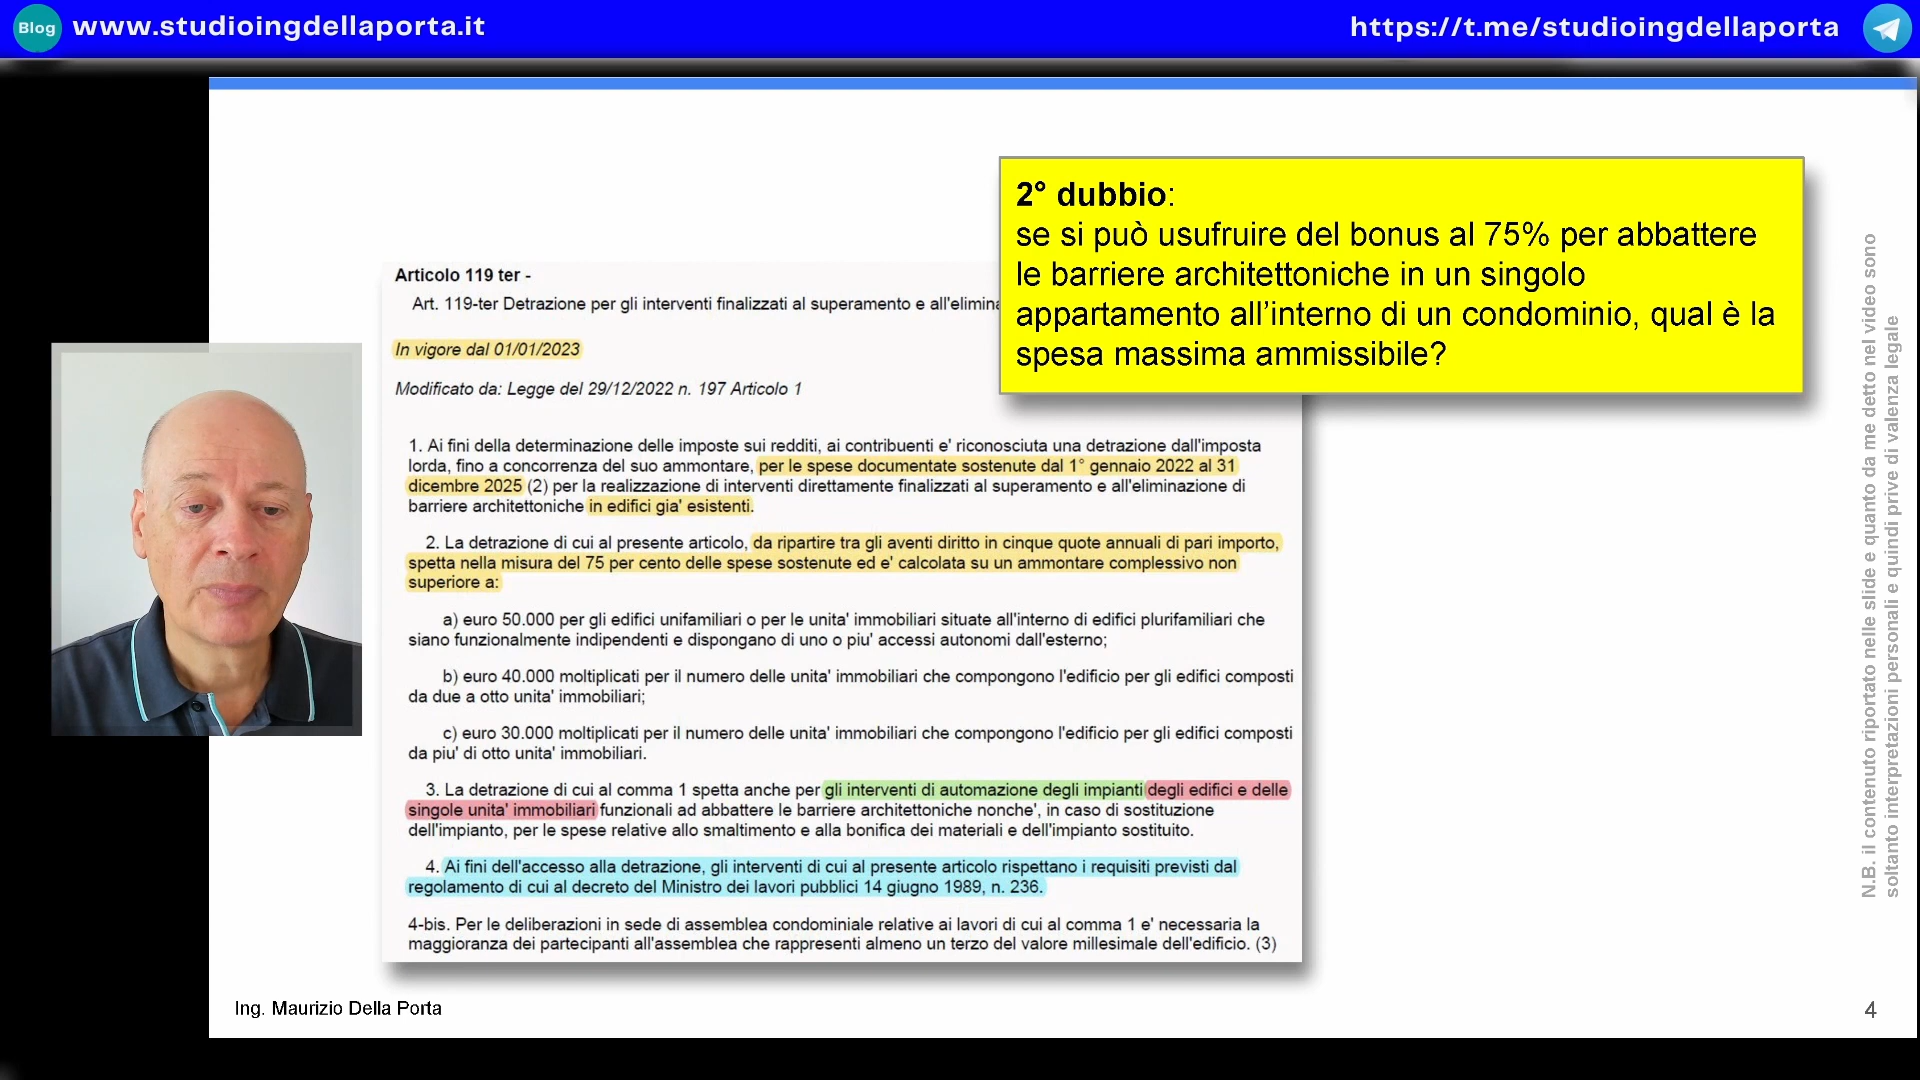 Blog www.studioingdellaporta.it
https://t.me/studioingdellaporta
2° dubbio:
se si può usufruire del bonus al 75% per abbattere
le barriere architettoniche in un singolo
appartamento all’interno di un condominio, qual è la
spesa massima ammissibile?
Articolo 119 ter -
Art. 119-ter Detrazione per gli interventi finalizzati al superamento e all'elimina
In vigore dal 01/01/2023
Modificato da: Legge del 29/12/2022 n. 197 Articolo 1
1. Ai fini della determinazione delle imposte sui redditi, ai contribuenti e' riconosciuta una detrazione dall'imposta
lorda, fino a concorrenza del suo ammontare, per le spese documentate sostenute dal 1° gennaio 2022 al 31
dicembre 2025 (2) per la realizzazione di interventi direttamente finalizzati al superamento e all'eliminazione di
barriere architettoniche in edifici gia' esistenti.
2. La detrazione di cui al presente articolo, da ripartire tra gli aventi diritto in cinque quote annuali di pari importo,
spetta nella misura del 75 per cento delle spese sostenute ed e' calcolata su un ammontare complessivo non
superiore a:
a) euro 50.000 per gli edifici unifamiliari o per le unita' immobiliari situate all'interno di edifici plurifamiliari che
siano funzionalmente indipendenti e dispongano di uno o piu' accessi autonomi dall'esterno;
b) euro 40.000 moltiplicati per il numero delle unita' immobiliari che compongono l'edificio per gli edifici composti
da due a otto unita' immobiliari;
c) euro 30.000 moltiplicati per il numero delle unita' immobiliari che compongono l'edificio per gli edifici composti
da piu' di otto unita' immobiliari.
3. La detrazione di cui al comma 1 spetta anche per gli interventi di automazione degli impianti degli edifici e delle
singole unita' immobiliari funzionali ad abbattere le barriere architettoniche nonche', in caso di sostituzione
dell'impianto, per le spese relative allo smaltimento e alla bonifica dei materiali e dell'impianto sostituito.
4. Ai fini dell'accesso alla detrazione, gli interventi di cui al presente articolo rispettano i requisiti previsti dal
regolamento di cui al decreto del Ministro dei lavori pubblici 14 giugno 1989, n. 236.
4-bis. Per le deliberazioni in sede di assemblea condominiale relative ai lavori di cui al comma 1 e' necessaria la
maggioranza dei partecipanti all'assemblea che rappresenti almeno un terzo del valore millesimale dell'edificio. (3)
N.B. il contenuto riportato nelle slide e quanto da me detto nel video sono
soltanto interpretazioni personali e quindi prive di valenza legale
Ing. Maurizio Della Porta
4